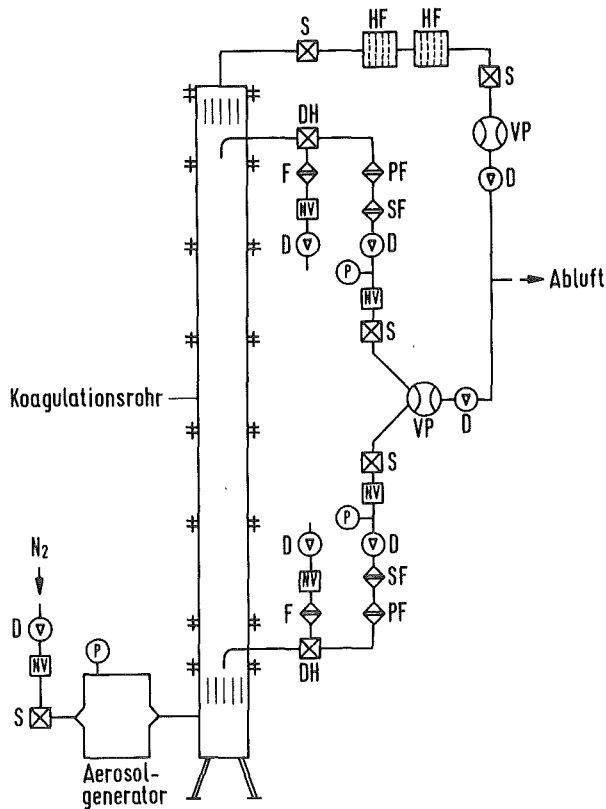 S
HF
HF
S
VP
D
Abluft
DH
F
NV
D
PF
SF
D
P
NV
S
Koagulationsrohr
VP
D
S
NV
P
D
SF
PF
D
NV
F
DH
N2
D
NV
S
P
Aerosol-
generator